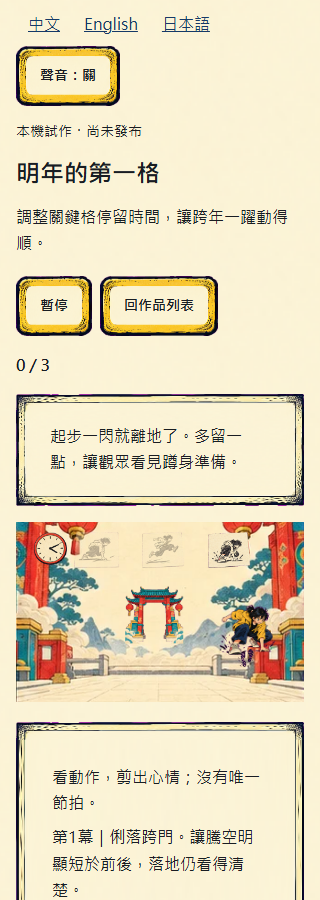 中文 English 日本語
聲音：關
本機試作・尚未發布
明年的第一格
調整關鍵格停留時間，讓跨年一躍動得
順。
暫停 回作品列表
0 / 3
起步一閃就離地了。多留一
點，讓觀眾看見蹲身準備。
看動作，剪出心情；沒有唯一
節拍。
第1幕｜俐落跨門。讓騰空明
顯短於前後，落地仍看得清
楚。